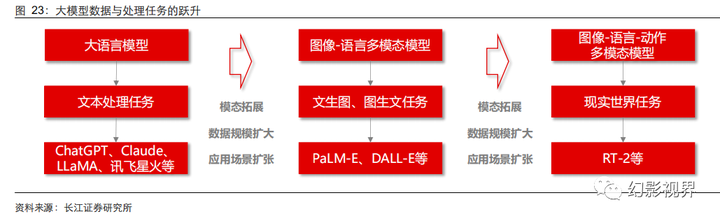 图 23：大模型数据与处理任务的跃升
大语言模型
文本处理任务
ChatGPT、Claude、
LLaMA、讯飞星火等
模态拓展
数据规模扩大
应用场景扩张
图像-语言多模态模型
文生图、图生文任务
PaLM-E、DALL-E等
模态拓展
数据规模扩大
应用场景扩张
图像-语言-动作
多模态模型
现实世界任务
RT-2等
资料来源：长江证券研究所
幻影视界